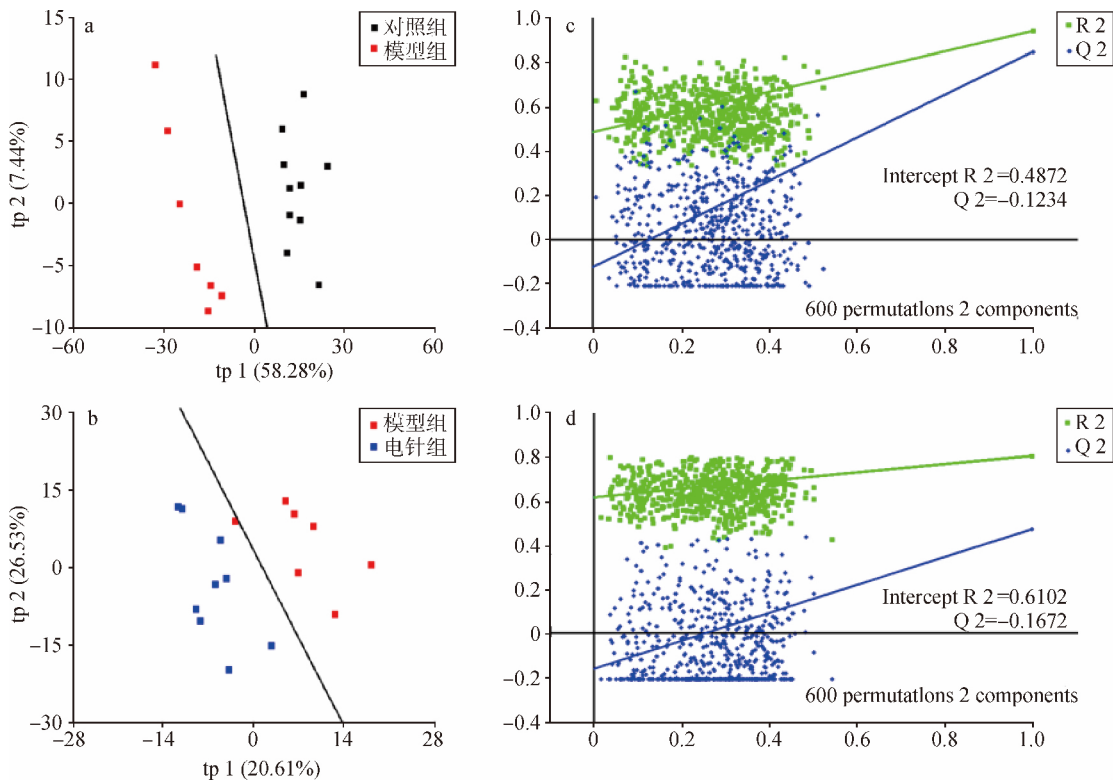 a
对照组
模型组
15
10
5
0
−5
−10
tp 2 (7.44%)
−60
−30
0
30
60
tp 1 (58.28%)
c
R 2
Q 2
1.0
0.8
0.6
0.4
0.2
0
−0.2
−0.4
Intercept R 2=0.4872
Q 2=−0.1234
600 permutatlons 2 components
0
0.2
0.4
0.6
0.8
1.0
b
模型组
电针组
30
15
0
−15
−30
tp 2 (26.53%)
−28
−14
0
14
28
tp 1 (20.61%)
d
R 2
Q 2
1.0
0.8
0.6
0.4
0.2
0
−0.2
−0.4
Intercept R 2=0.6102
Q 2=−0.1672
600 permutatlons 2 components
0
0.2
0.4
0.6
0.8
1.0